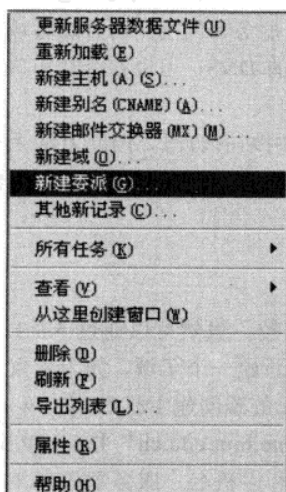 更新服务器数据文件(U)
重新加载(E)
新建主机(A)(S)...
新建别名(CNAME)(A)...
新建邮件交换器(MX)(M)...
新建域(O)...
新建委派(G)...
其他新记录(C)...
所有任务(K)
查看(V)
从这里创建窗口(W)
删除(D)
刷新(F)
导出列表(L)...
属性(R)
帮助(H)